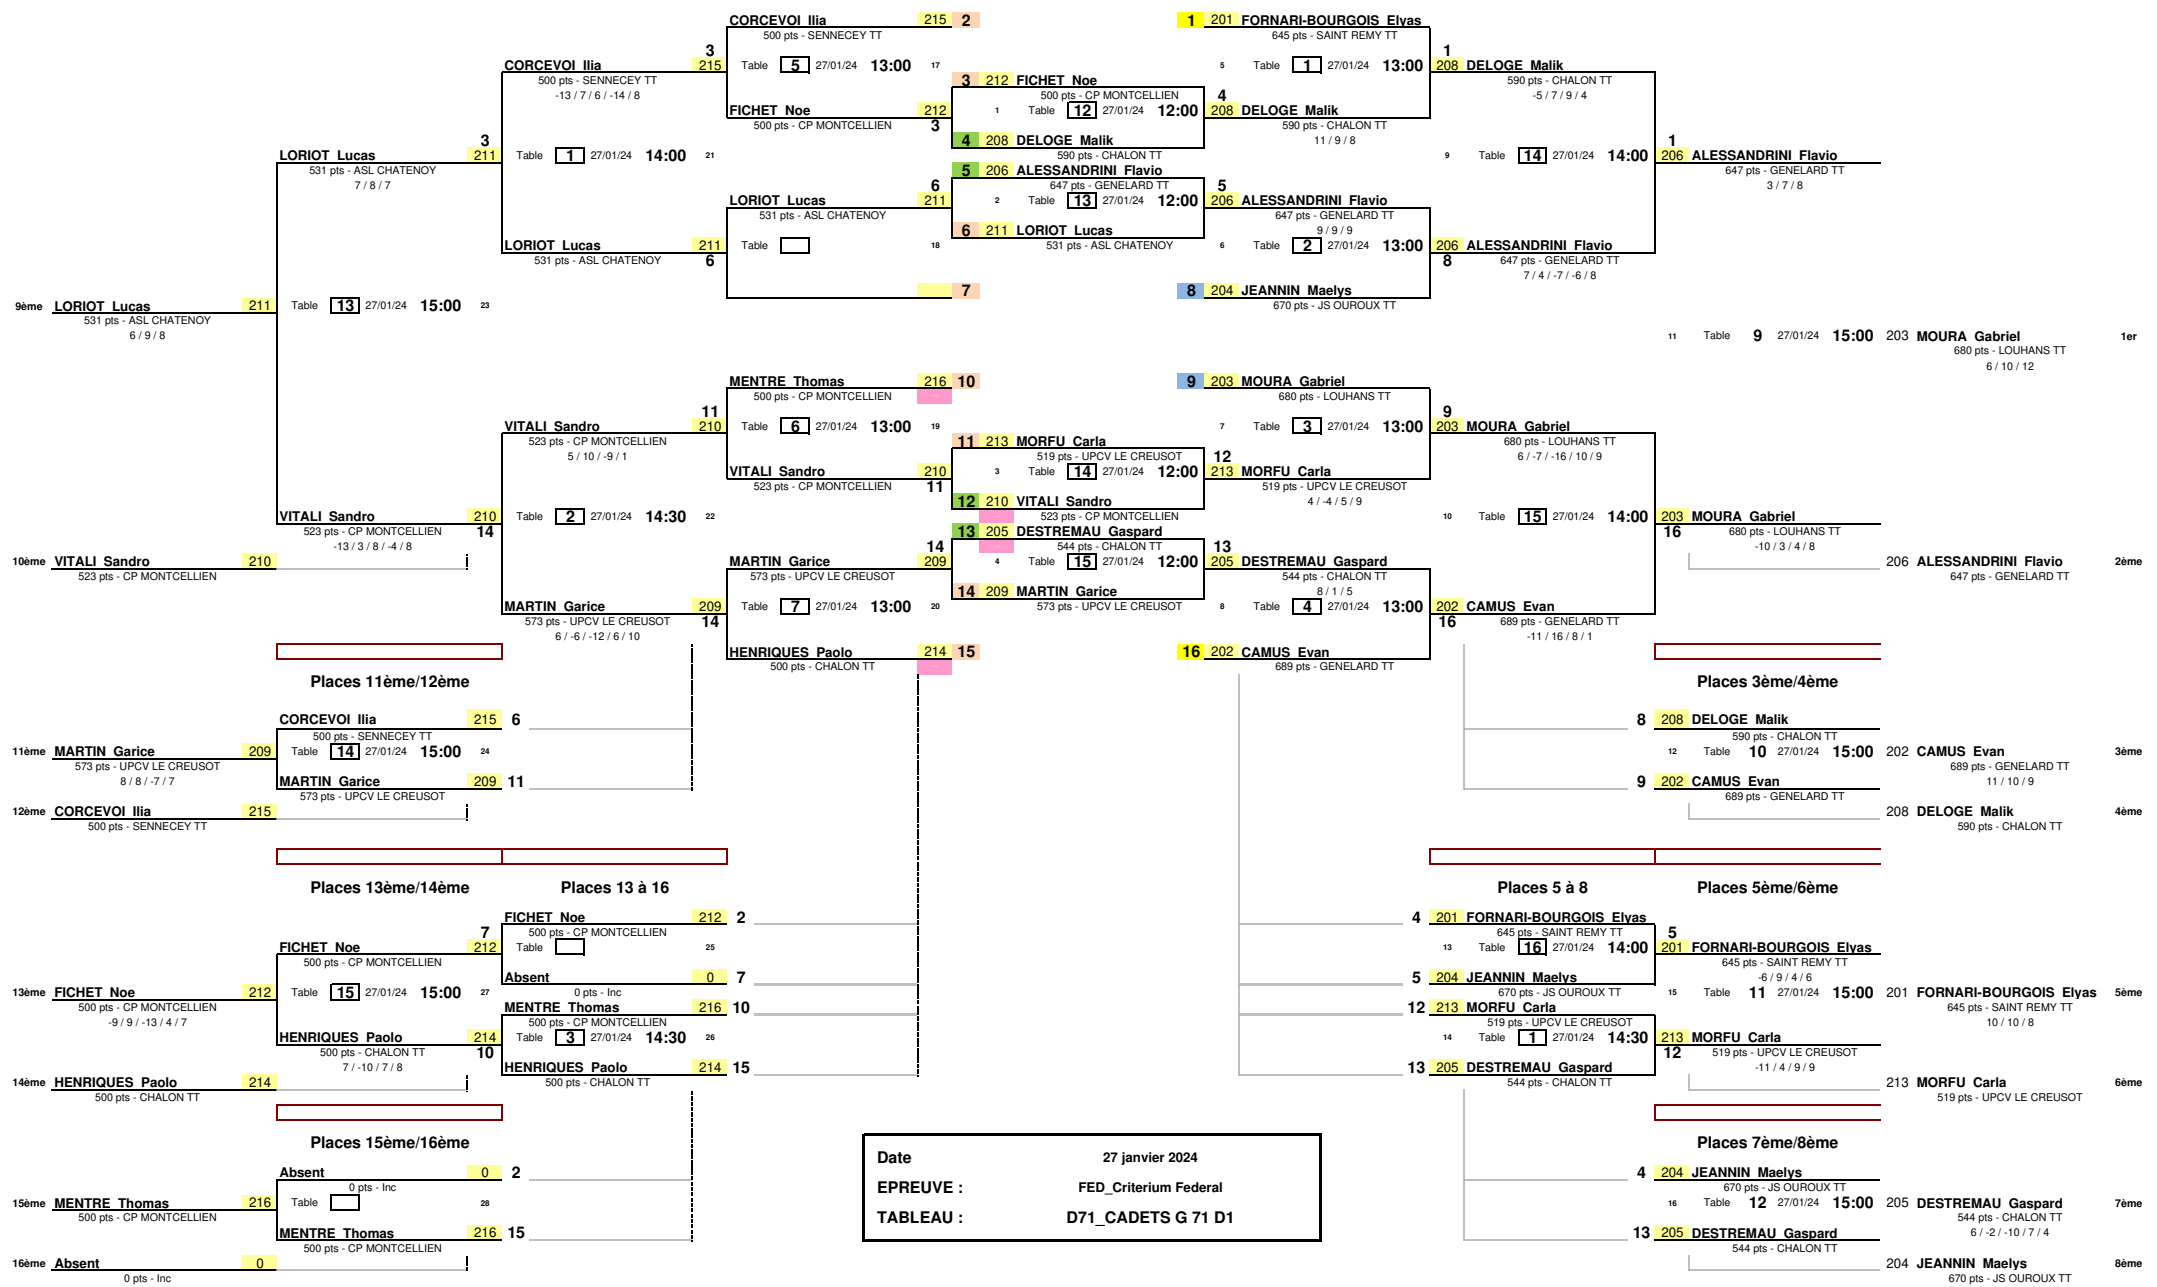 CORCEVOI Ilia 215 2
500 pts - SENNECEY TT
1 201 FORNARI-BOURGOIS Elyas
645 pts - SAINT REMY TT
3
CORCEVOI Ilia 215
500 pts - SENNECEY TT
-13 / 7 / 6 / -14 / 8
Table 5 27/01/24 13:00 17
5 Table 1 27/01/24 13:00
1
208 DELOGE Malik
590 pts - CHALON TT
-5 / 7 / 9 / 4
3 212 FICHET Noe
500 pts - CP MONTCELLIEN
FICHET Noe 212
500 pts - CP MONTCELLIEN
3
1 Table 12 27/01/24 12:00
4
208 DELOGE Malik
590 pts - CHALON TT
11 / 9 / 8
4 208 DELOGE Malik
590 pts - CHALON TT
3
LORIOT Lucas 211
531 pts - ASL CHATENOY
7 / 8 / 7
Table 1 27/01/24 14:00 21
9 Table 14 27/01/24 14:00
1
206 ALESSANDRINI Flavio
647 pts - GENELARD TT
3 / 7 / 8
5 206 ALESSANDRINI Flavio
647 pts - GENELARD TT
6
LORIOT Lucas 211
531 pts - ASL CHATENOY
2 Table 13 27/01/24 12:00
5
206 ALESSANDRINI Flavio
647 pts - GENELARD TT
9 / 9 / 9
6 211 LORIOT Lucas
531 pts - ASL CHATENOY
LORIOT Lucas 211
531 pts - ASL CHATENOY
6
Table 18
6 Table 2 27/01/24 13:00
206 ALESSANDRINI Flavio
8
647 pts - GENELARD TT
7 / 4 / -7 / -6 / 8
7
8 204 JEANNIN Maelys
670 pts - JS OUROUX TT
9ème LORIOT Lucas 211
531 pts - ASL CHATENOY
6 / 9 / 8
Table 13 27/01/24 15:00 23
11 Table 9 27/01/24 15:00 203 MOURA Gabriel 1er
680 pts - LOUHANS TT
6 / 10 / 12
MENTRE Thomas 216 10
500 pts - CP MONTCELLIEN
9 203 MOURA Gabriel
680 pts - LOUHANS TT
11
VITALI Sandro 210
523 pts - CP MONTCELLIEN
5 / 10 / -9 / 1
Table 6 27/01/24 13:00 19
7 Table 3 27/01/24 13:00
9
203 MOURA Gabriel
680 pts - LOUHANS TT
6 / -7 / -16 / 10 / 9
11 213 MORFU Carla
519 pts - UPCV LE CREUSOT
VITALI Sandro 210
523 pts - CP MONTCELLIEN
11
3 Table 14 27/01/24 12:00
12
213 MORFU Carla
519 pts - UPCV LE CREUSOT
4 / -4 / 5 / 9
12 210 VITALI Sandro
523 pts - CP MONTCELLIEN
VITALI Sandro 210
523 pts - CP MONTCELLIEN
14
-13 / 3 / 8 / -4 / 8
Table 2 27/01/24 14:30 22
10 Table 15 27/01/24 14:00
203 MOURA Gabriel
16
680 pts - LOUHANS TT
-10 / 3 / 4 / 8
13 205 DESTREMAU Gaspard
544 pts - CHALON TT
10ème VITALI Sandro 210
523 pts - CP MONTCELLIEN
14
MARTIN Garice 209
573 pts - UPCV LE CREUSOT
4 Table 15 27/01/24 12:00
13
205 DESTREMAU Gaspard
544 pts - CHALON TT
8 / 1 / 5
206 ALESSANDRINI Flavio 2ème
647 pts - GENELARD TT
14 209 MARTIN Garice
573 pts - UPCV LE CREUSOT
MARTIN Garice 209
573 pts - UPCV LE CREUSOT
14
6 / -6 / -12 / 6 / 10
Table 7 27/01/24 13:00 20
8 Table 4 27/01/24 13:00
202 CAMUS Evan
16
689 pts - GENELARD TT
-11 / 16 / 8 / 1
HENRIQUES Paolo 214 15
500 pts - CHALON TT
16 202 CAMUS Evan
689 pts - GENELARD TT
Places 11ème/12ème
Places 3ème/4ème
CORCEVOI Ilia 215 6
500 pts - SENNECEY TT
8 208 DELOGE Malik
590 pts - CHALON TT
11ème MARTIN Garice 209
573 pts - UPCV LE CREUSOT
8 / 8 / -7 / 7
Table 14 27/01/24 15:00 24
12 Table 10 27/01/24 15:00 202 CAMUS Evan 3ème
689 pts - GENELARD TT
11 / 10 / 9
MARTIN Garice 209 11
573 pts - UPCV LE CREUSOT
9 202 CAMUS Evan
689 pts - GENELARD TT
12ème CORCEVOI Ilia 215
500 pts - SENNECEY TT
208 DELOGE Malik 4ème
590 pts - CHALON TT
Places 13ème/14ème
Places 13 à 16
Places 5 à 8
Places 5ème/6ème
FICHET Noe 212 2
500 pts - CP MONTCELLIEN
4 201 FORNARI-BOURGOIS Elyas
645 pts - SAINT REMY TT
7
FICHET Noe 212
500 pts - CP MONTCELLIEN
Table 25
13 Table 16 27/01/24 14:00
5
201 FORNARI-BOURGOIS Elyas
645 pts - SAINT REMY TT
-6 / 9 / 4 / 6
Absent 0 7
0 pts - Inc
5 204 JEANNIN Maelys
670 pts - JS OUROUX TT
13ème FICHET Noe 212
500 pts - CP MONTCELLIEN
-9 / 9 / -13 / 4 / 7
Table 15 27/01/24 15:00 27
15 Table 11 27/01/24 15:00 201 FORNARI-BOURGOIS Elyas 5ème
645 pts - SAINT REMY TT
10 / 10 / 8
MENTRE Thomas 216 10
500 pts - CP MONTCELLIEN
12 213 MORFU Carla
519 pts - UPCV LE CREUSOT
HENRIQUES Paolo 214
500 pts - CHALON TT
10
7 / -10 / 7 / 8
Table 3 27/01/24 14:30 26
14 Table 1 27/01/24 14:30
213 MORFU Carla
12
519 pts - UPCV LE CREUSOT
-11 / 4 / 9 / 9
HENRIQUES Paolo 214 15
500 pts - CHALON TT
13 205 DESTREMAU Gaspard
544 pts - CHALON TT
14ème HENRIQUES Paolo 214
500 pts - CHALON TT
213 MORFU Carla 6ème
519 pts - UPCV LE CREUSOT
Places 15ème/16ème
Places 7ème/8ème
Date 27 janvier 2024
EPREUVE : FED_Criterium Federal
TABLEAU : D71_CADETS G 71 D1
Absent 0 2
0 pts - Inc
4 204 JEANNIN Maelys
670 pts - JS OUROUX TT
15ème MENTRE Thomas 216
500 pts - CP MONTCELLIEN
Table 28
16 Table 12 27/01/24 15:00 205 DESTREMAU Gaspard 7ème
544 pts - CHALON TT
6 / -2 / -10 / 7 / 4
MENTRE Thomas 216 15
500 pts - CP MONTCELLIEN
13 205 DESTREMAU Gaspard
544 pts - CHALON TT
16ème Absent 0
0 pts - Inc
204 JEANNIN Maelys 8ème
670 pts - JS OUROUX TT